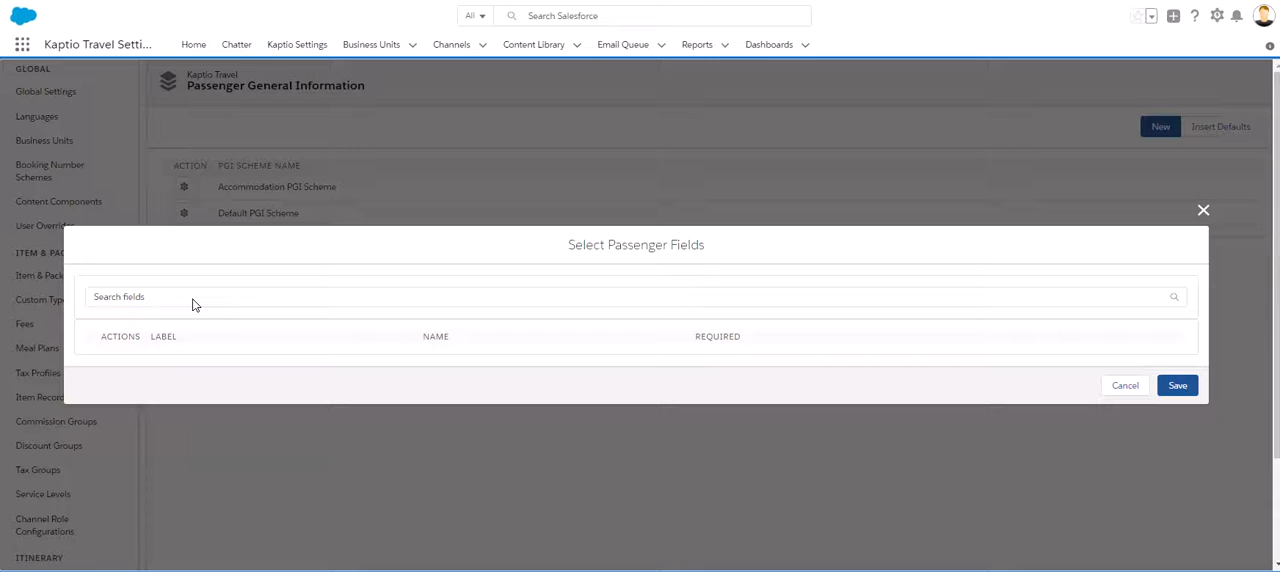 All
Search Salesforce
Kaptio Travel Setti...
Home
Chatter
Kaptio Settings
Business Units
Channels
Content Library
Email Queue
Reports
Dashboards
GLOBAL
Global Settings
Languages
Business Units
Booking Number
Schemes
Content Components
User Overrides
ITEM & PAC
Item & Pack
Custom Type
Fees
Meal Plans
Tax Profiles
Item Record
Commission Groups
Discount Groups
Tax Groups
Service Levels
Channel Role
Configurations
ITINERARY
Kaptio Travel
Passenger General Information
New
Insert Defaults
ACTION PGI SCHEME NAME
Accommodation PGI Scheme
Default PGI Scheme
Select Passenger Fields
Search fields
ACTIONS LABEL NAME REQUIRED
Cancel
Save